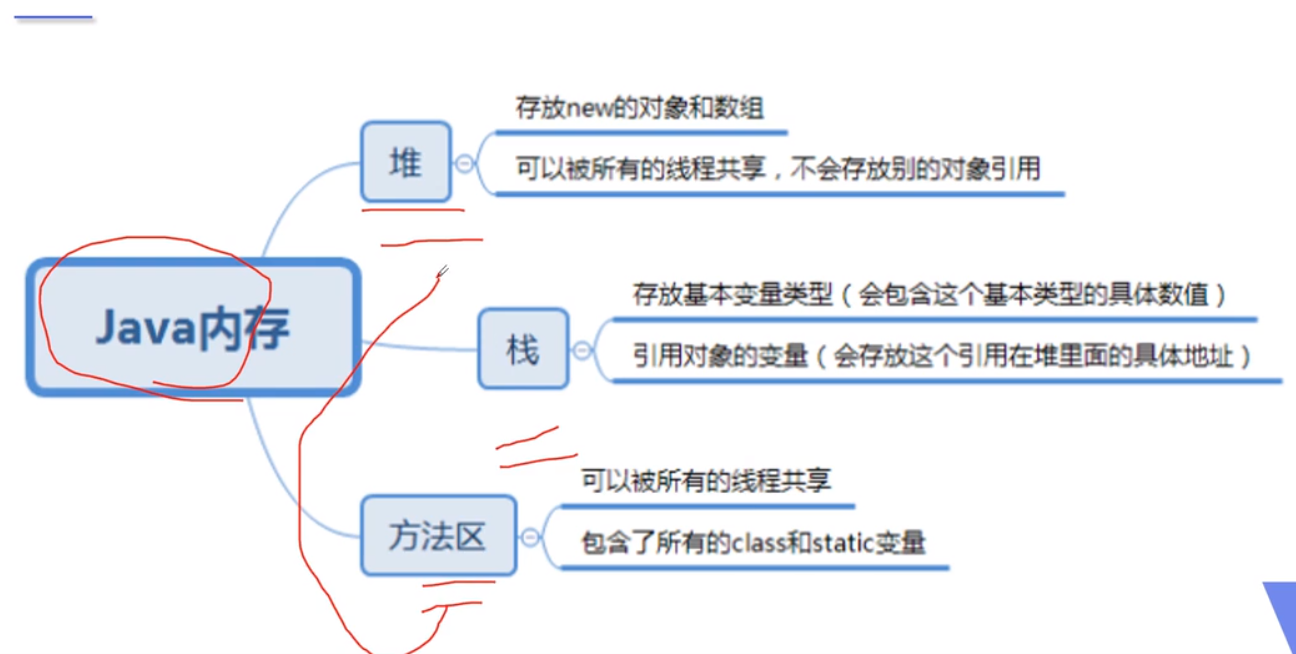 堆
存放new的对象和数组
可以被所有的线程共享，不会存放别的对象引用
Java内存
栈
存放基本变量类型（会包含这个基本类型的具体数值）
引用对象的变量（会存放这个引用在堆里面的具体地址）
方法区
可以被所有的线程共享
包含了所有的class和static变量